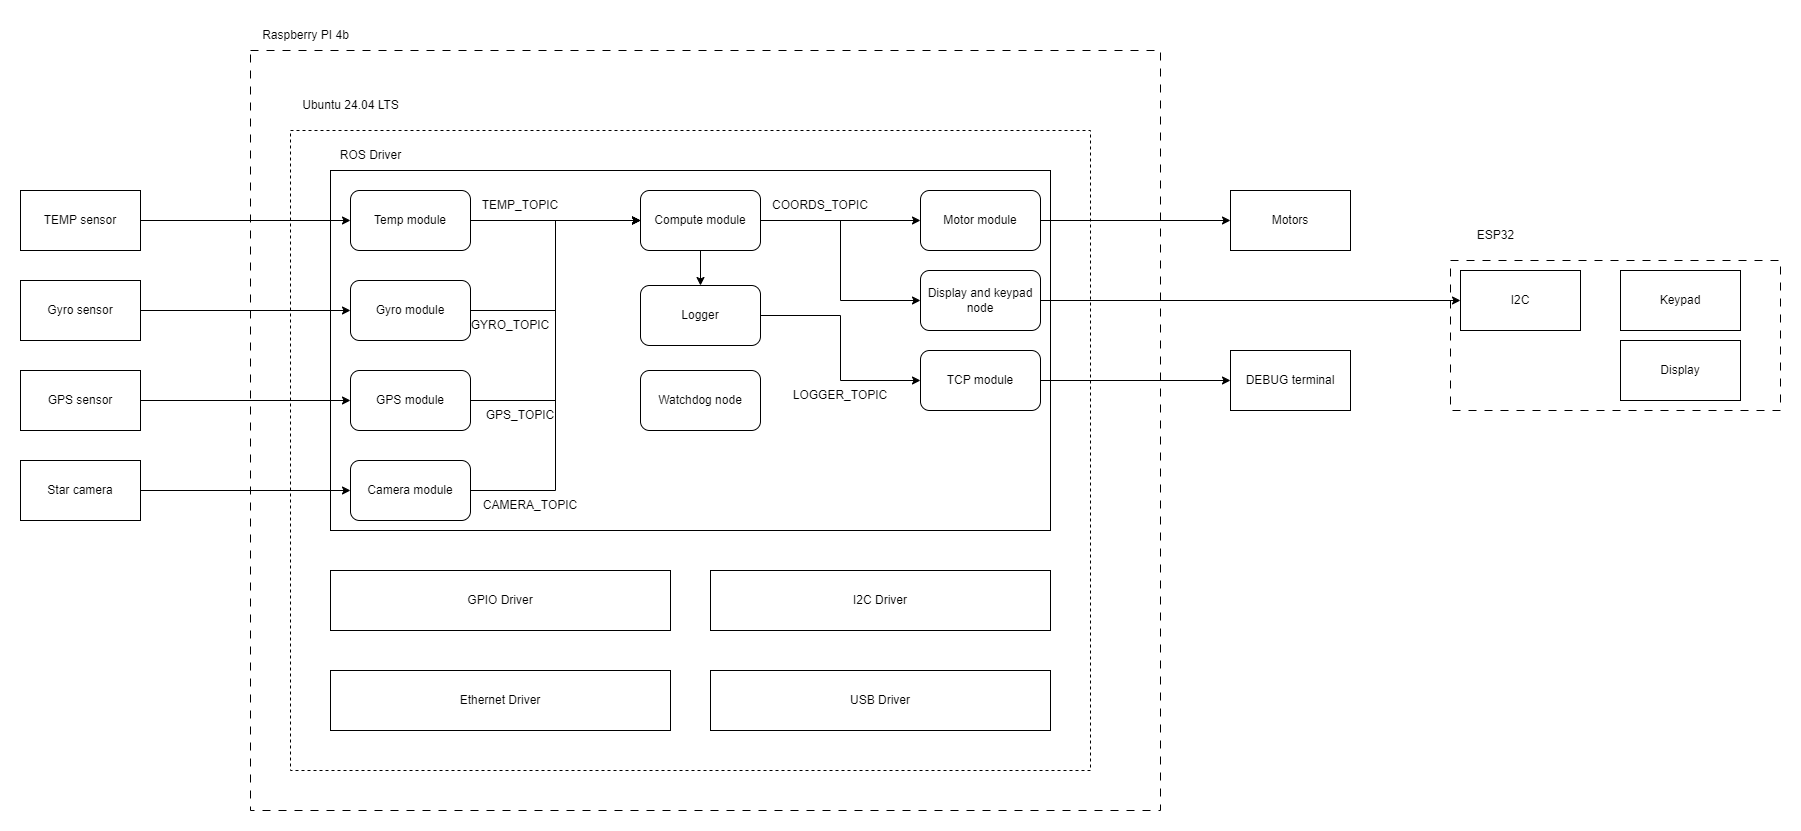 Raspberry PI 4b
Ubuntu 24.04 LTS
ROS Driver
TEMP sensor
Temp module
TEMP_TOPIC
Compute module
COORDS_TOPIC
Motor module
Motors
ESP32
Gyro sensor
Gyro module
GYRO_TOPIC
Logger
Display and keypad
node
I2C
Keypad
Display
GPS sensor
GPS module
GPS_TOPIC
Watchdog node
LOGGER_TOPIC
TCP module
DEBUG terminal
Star camera
Camera module
CAMERA_TOPIC
GPIO Driver
I2C Driver
Ethernet Driver
USB Driver